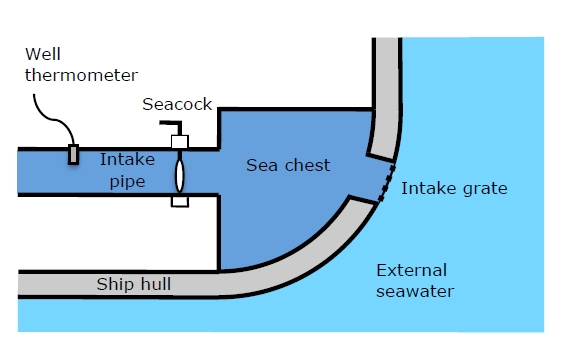 Well
thermometer
Seacock
Intake
pipe
Sea chest
Intake grate
External
seawater
Ship hull